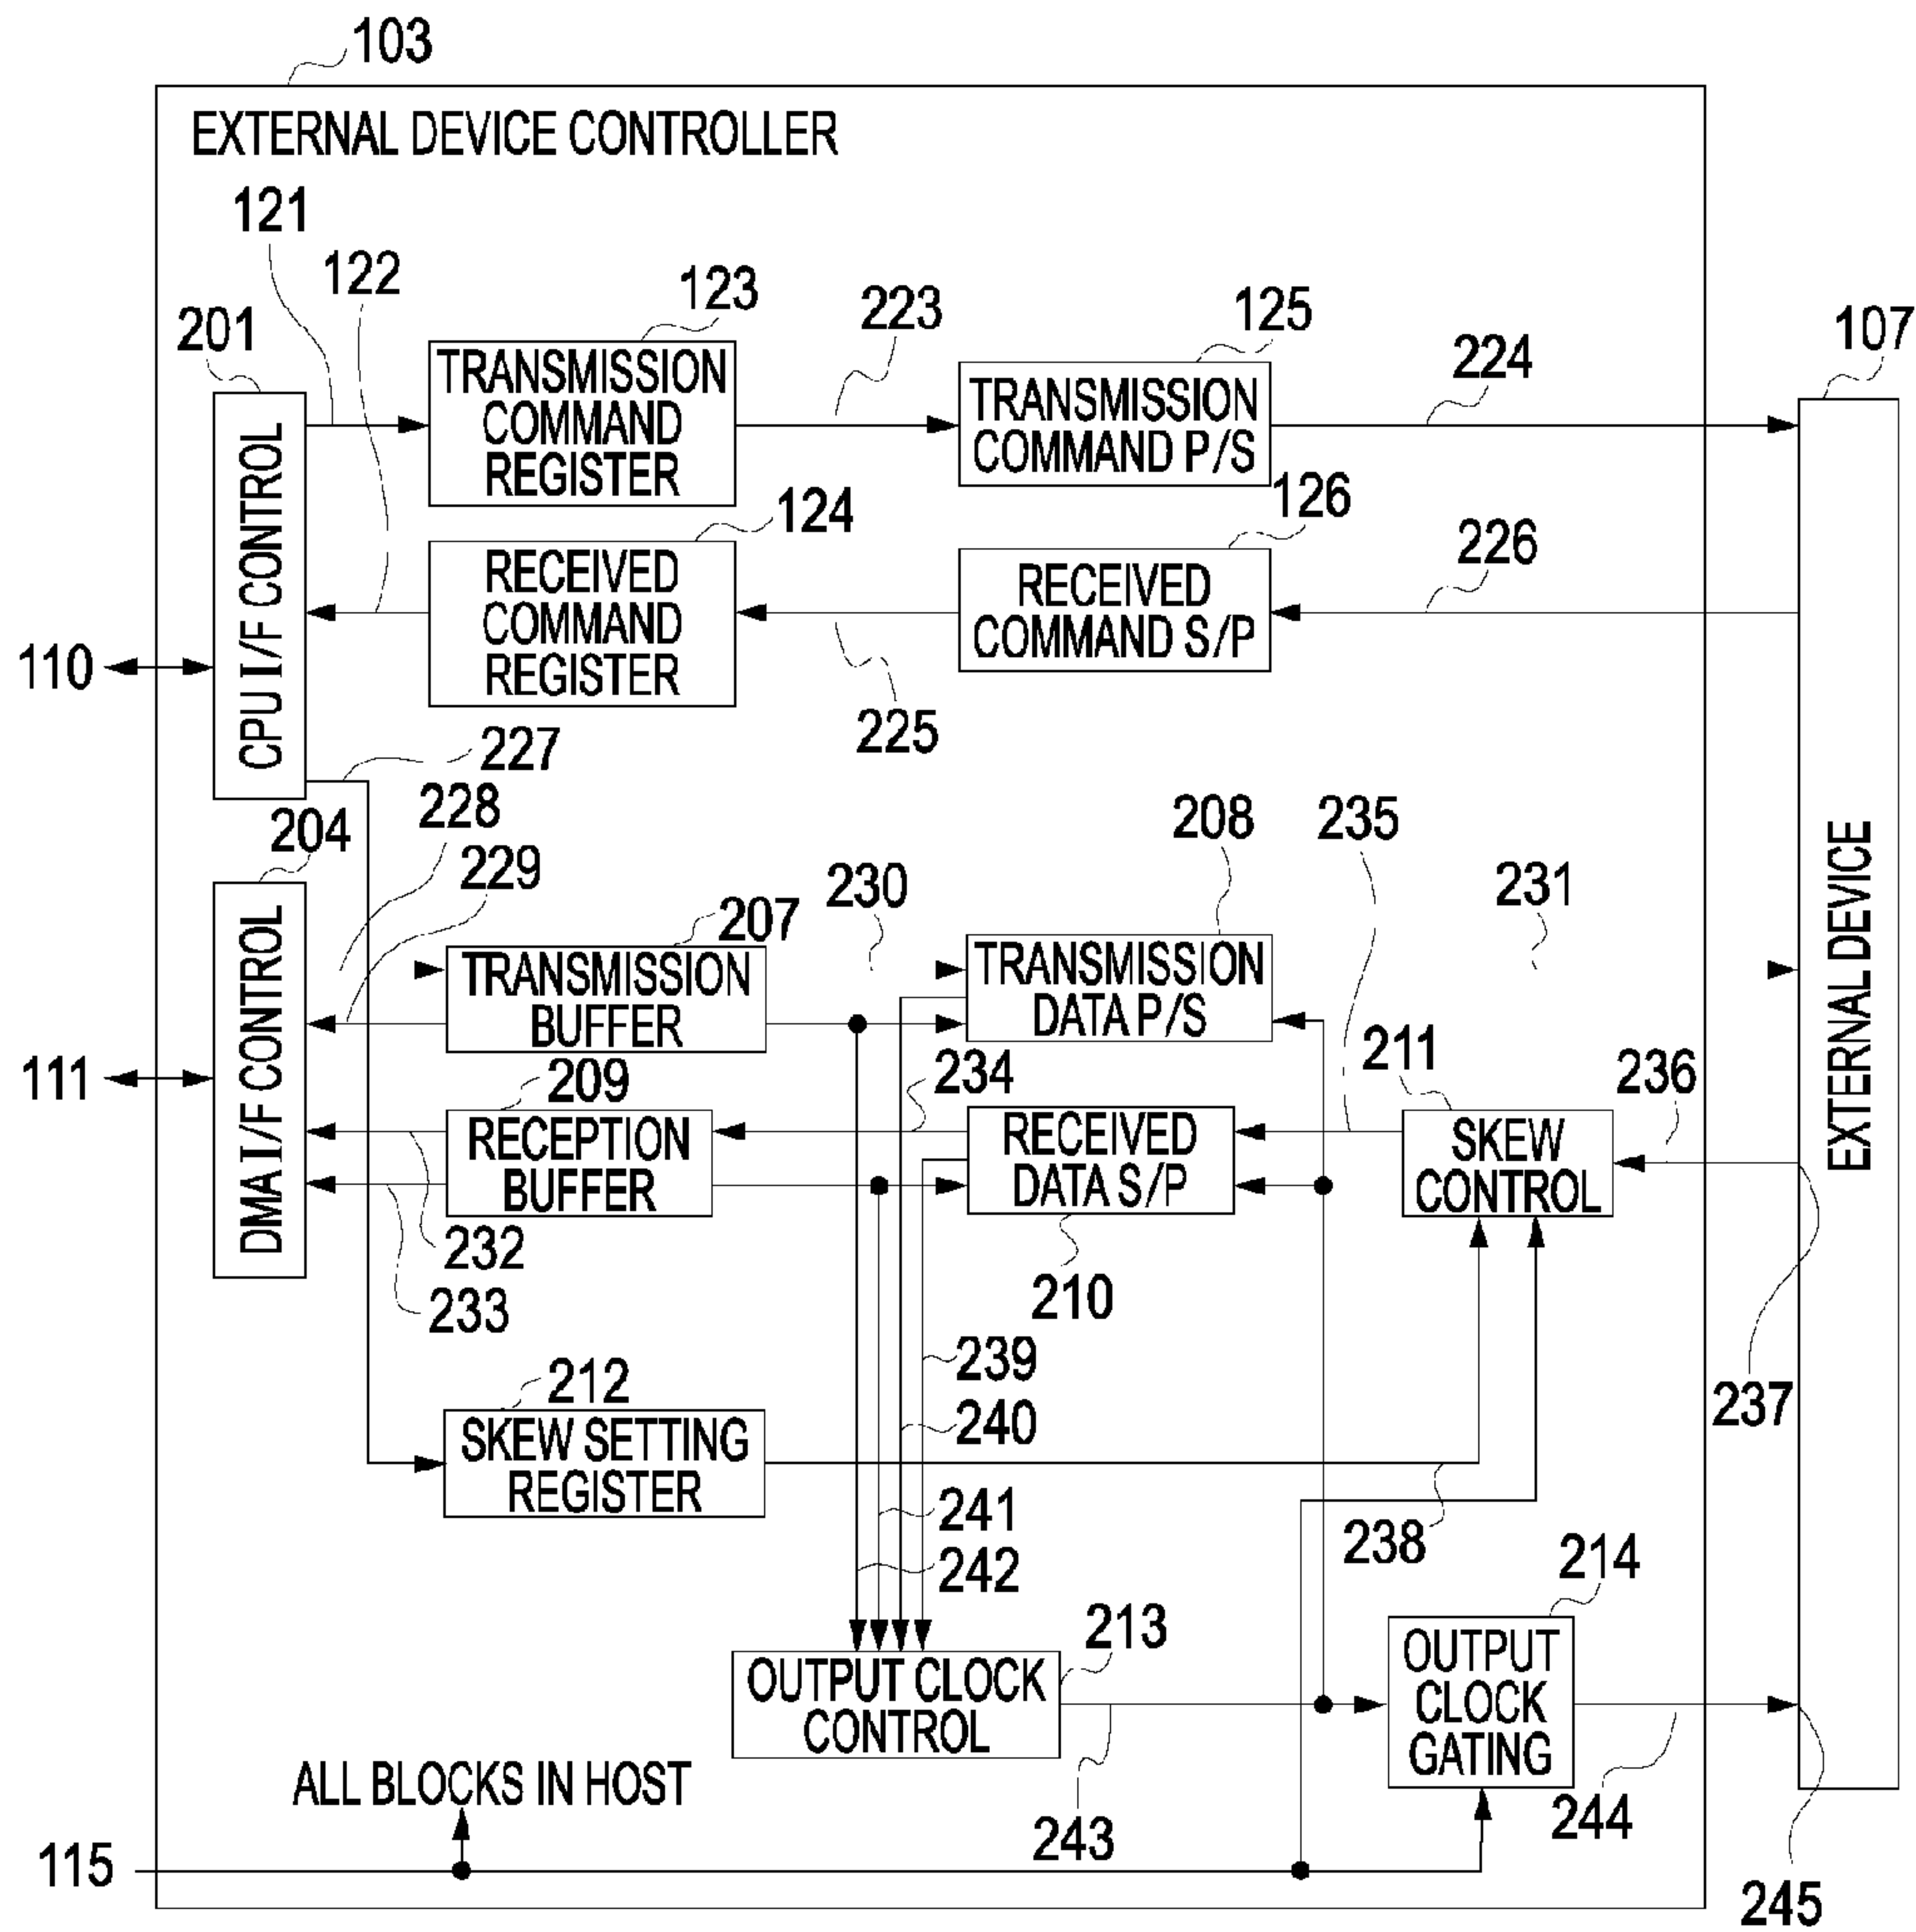 103
EXTERNAL DEVICE CONTROLLER
121
122
201
123
223
125
224
107
TRANSMISSION
COMMAND
REGISTER
TRANSMISSION
COMMAND P/S
CPU I/F CONTROL
124
126
226
RECEIVED
COMMAND
REGISTER
RECEIVED
COMMAND S/P
110
225
227
228
204
229
208
235
230
231
207
EXTERNAL DEVICE
DMA I/F CONTROL
TRANSMISSION
BUFFER
TRANSMISSION
DATA P/S
111
209
234
211
236
RECEPTION
BUFFER
RECEIVED
DATA S/P
SKEW
CONTROL
232
233
210
239
212
240
237
SKEW SETTING
REGISTER
241
242
238
214
213
OUTPUT CLOCK
CONTROL
OUTPUT
CLOCK
GATING
ALL BLOCKS IN HOST
243
244
115
245